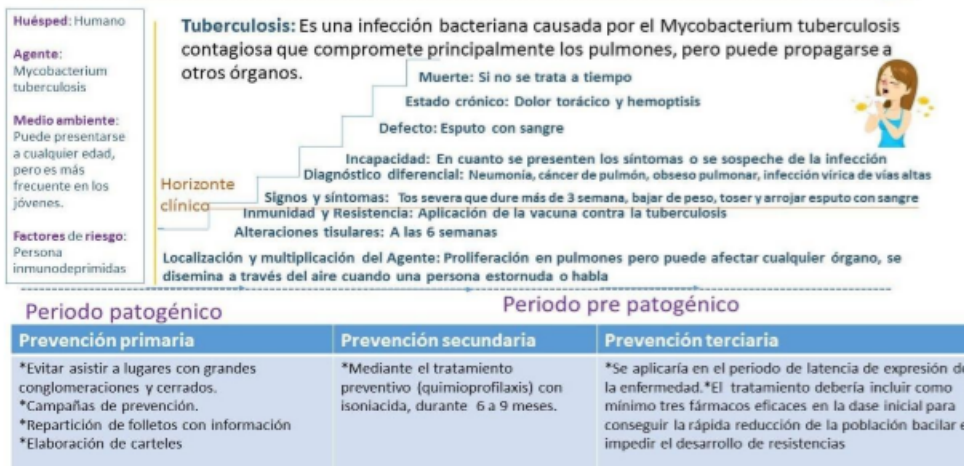 Huésped: Humano
Agente:
Mycobacterium
tuberculosis
Medio ambiente:
Puede presentarse
a cualquier edad,
pero es más
frecuente en los
jóvenes.
Factores de riesgo:
Persona
inmunodeprimidas
Tuberculosis: Es una infección bacteriana causada por el Mycobacterium tuberculosis
contagiosa que compromete principalmente los pulmones, pero puede propagarse a
otros órganos.
Muerte: Si no se trata a tiempo
Estado crónico: Dolor torácico y hemoptisis
Defecto: Esputo con sangre
Incapacidad: En cuanto se presenten los síntomas o se sospeche de la infección
Diagnóstico diferencial: Neumonía, cáncer de pulmón, obseso pulmonar, infección vírica de vías altas
Horizonte
clínico
Signos y síntomas: Tos severa que dure más de 3 semana, bajar de peso, toser y arrojar esputo con sangre
Inmunidad y Resistencia: Aplicación de la vacuna contra la tuberculosis
Alteraciones tisulares: A las 6 semanas
Localización y multiplicación del Agente: Proliferación en pulmones pero puede afectar cualquier órgano, se
disemina a través del aire cuando una persona estornuda o habla
Periodo patogénico
Periodo pre patogénico
Prevención primaria
*Evitar asistir a lugares con grandes
conglomeraciones y cerrados.
*Campañas de prevención.
*Repartición de folletos con información
*Elaboración de carteles
Prevención secundaria
*Mediante el tratamiento
preventivo (quimioprofilaxis) con
isoniacida, durante 6 a 9 meses.
Prevención terciaria
*Se aplicaría en el periodo de latencia de expresión de
la enfermedad.*El tratamiento debería incluir como
mínimo tres fármacos eficaces en la dase inicial para
conseguir la rápida reducción de la población bacilar e
impedir el desarrollo de resistencias